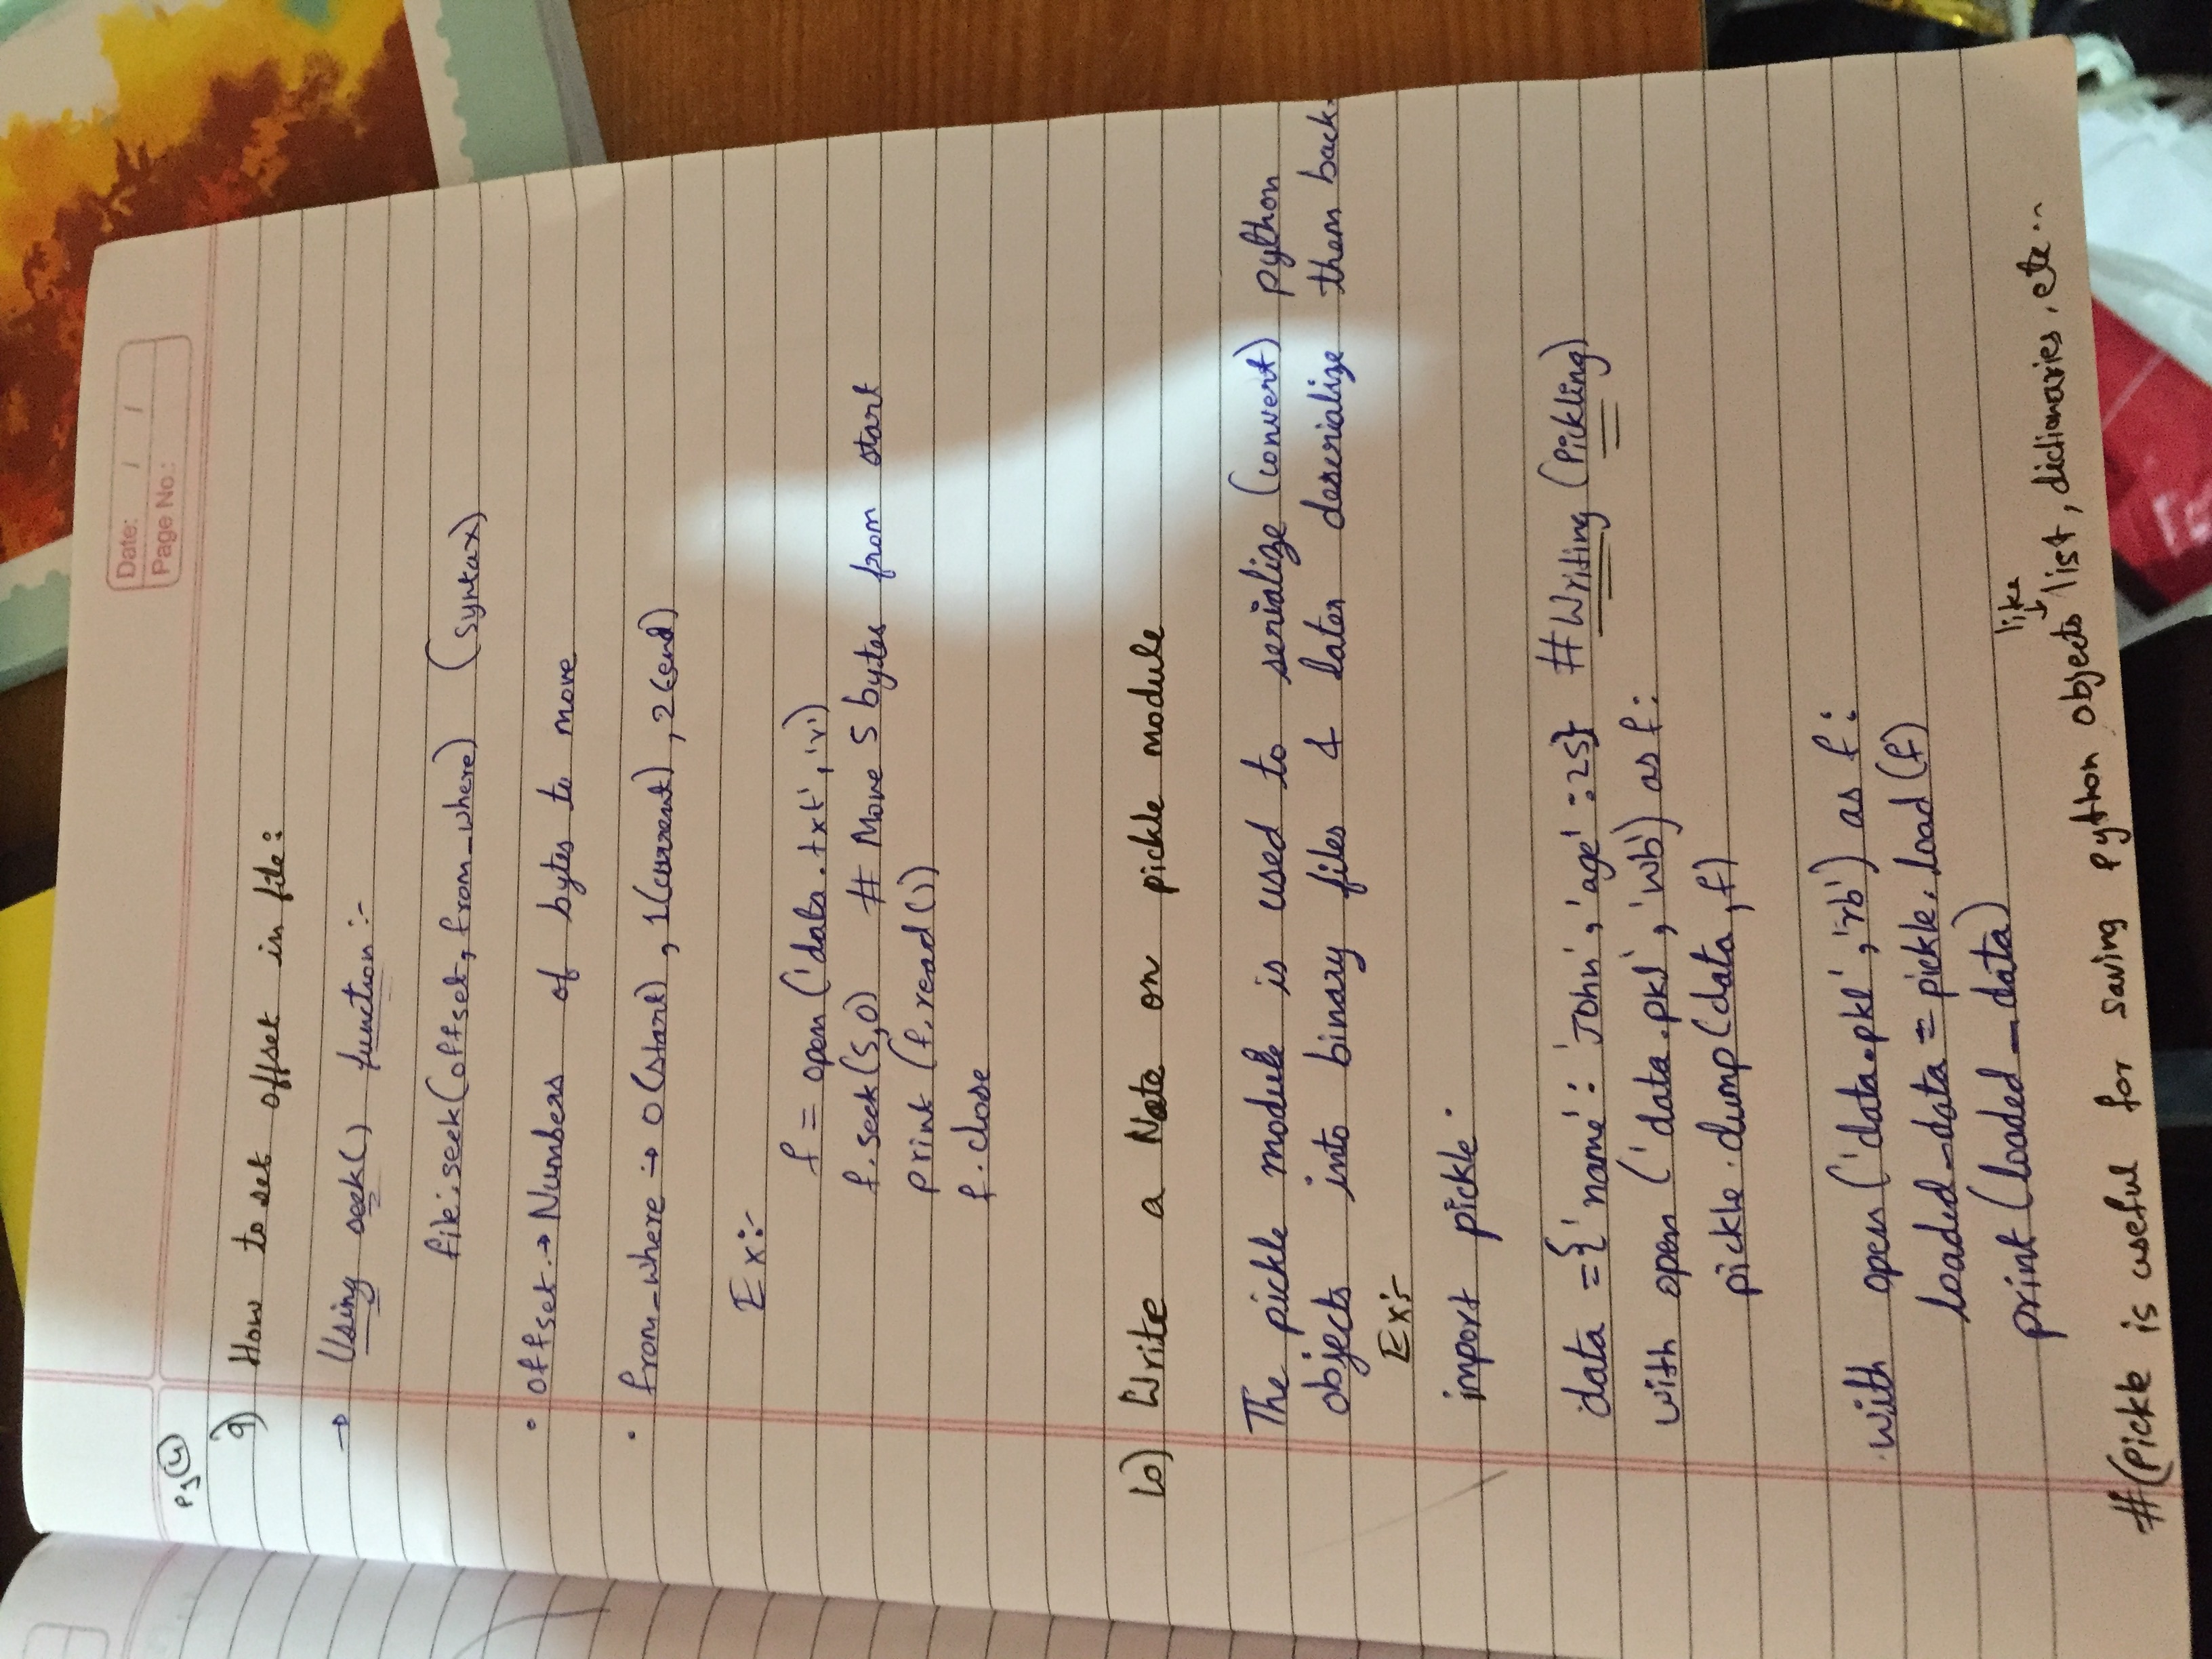 Date: / /
Page No.:
Pg 4
9) How to set offset in file:
→ Using seek() function :-
file.seek(offset, from_where) (syntax)
• offset → Numbers of bytes to move
• from_where → 0(start), 1(current), 2(end)
Ex:-
f = open ('data.txt', 'r')
f.seek(5,0) # Move 5 bytes from start
print (f.read())
f.close
10) Write a Note on pickle module
The pickle module is used to serialize (convert) python
objects into binary files & later deserialize them back.
Ex:-
import pickle
data = {'name' : 'John', 'age' : 25} # Writing (Pickling)
with open ('data.pkl', 'wb') as f:
pickle.dump(data, f)
with open ('data.pkl', 'rb') as f:
loaded_data = pickle.load(f)
print (loaded_data)
like
↓
#(Pickle is useful for saving python objects list, dictionaries, etc..